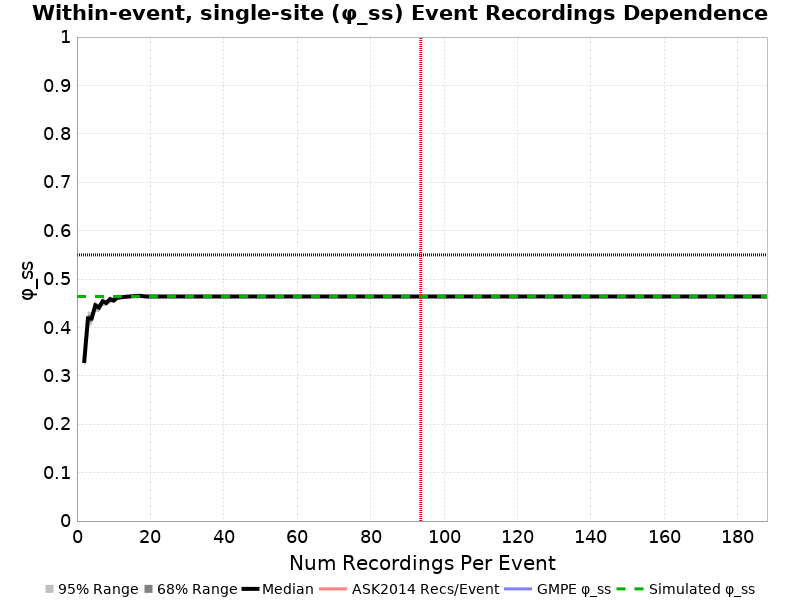 Within-event, single-site (φ_ss) Event Recordings Dependence
1
0.9
0.8
0.7
0.6
0.5
0.4
0.3
0.2
0.1
0
φ_ss
0 20 40 60 80 100 120 140 160 180
Num Recordings Per Event
95% Range 68% Range Median ASK2014 Recs/Event GMPE φ_ss Simulated φ_ss